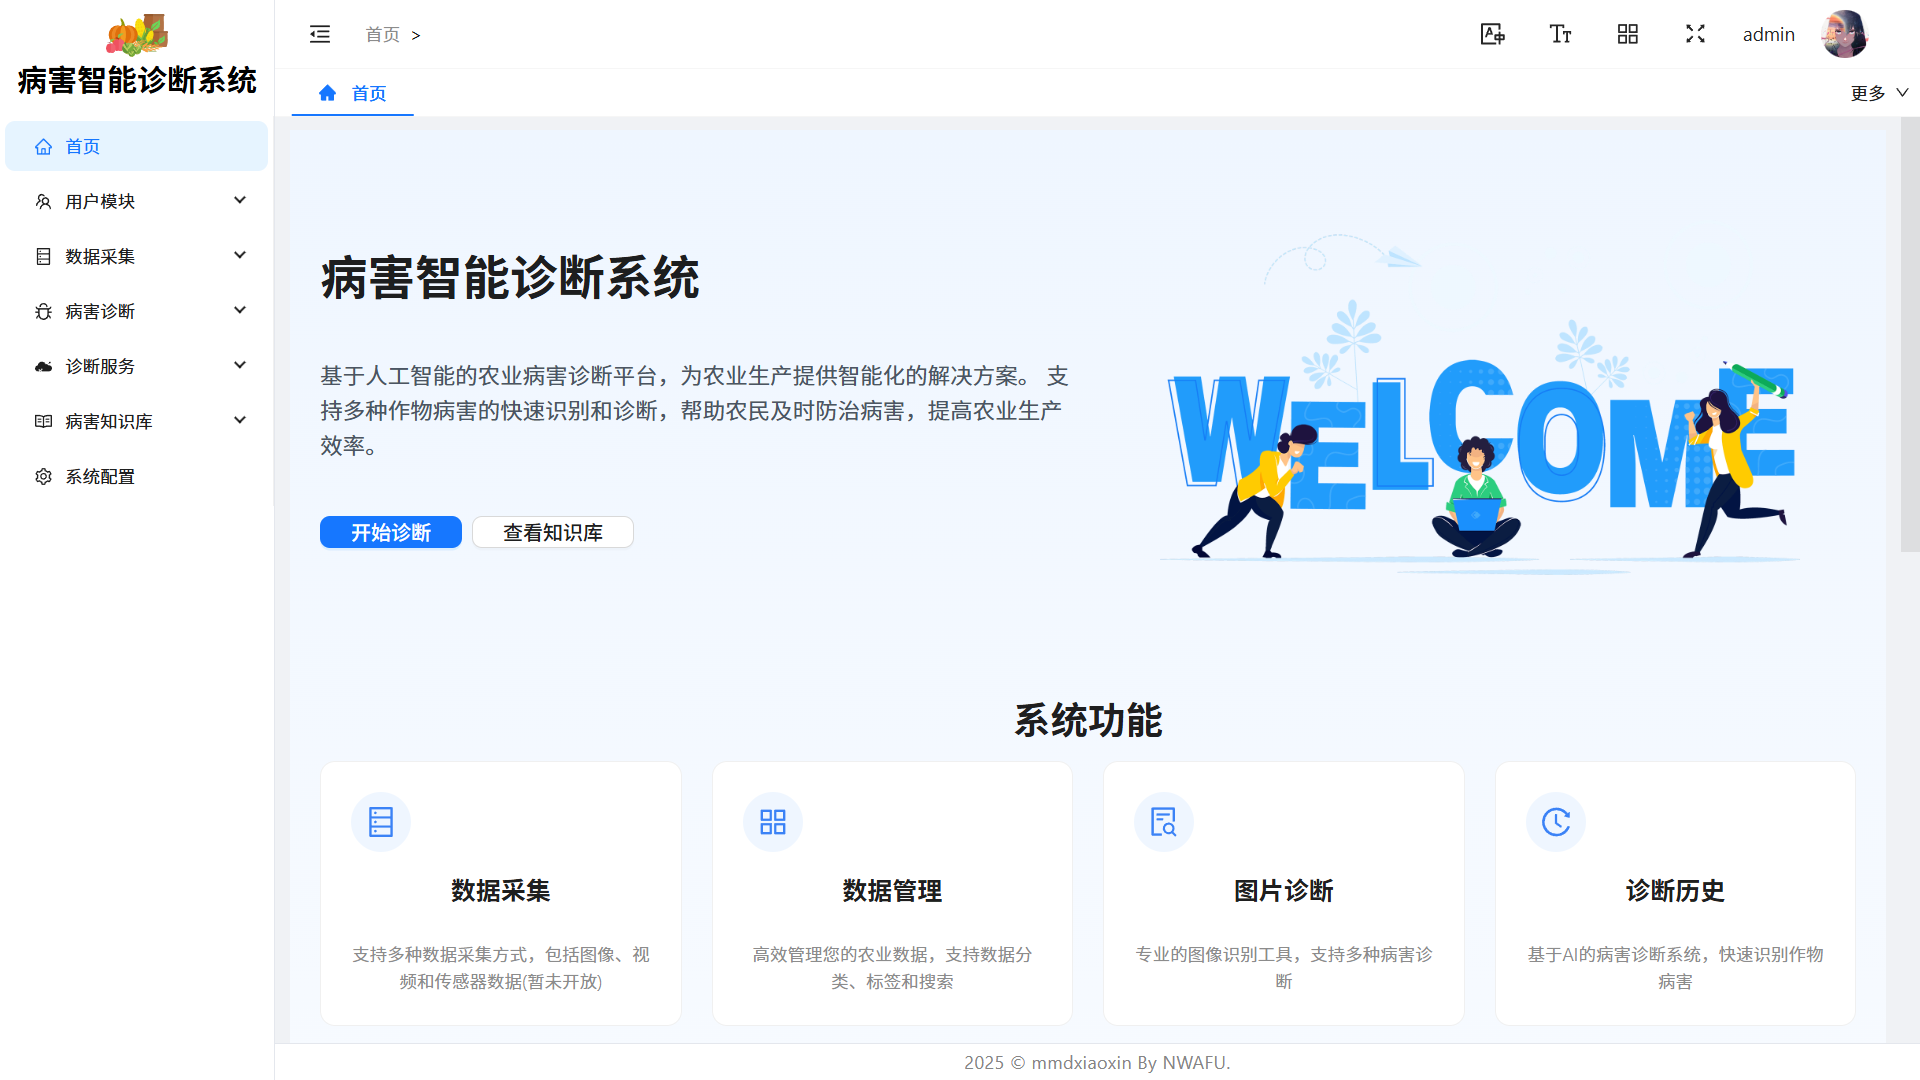 病害智能诊断系统
首页
用户模块
数据采集
病害诊断
诊断服务
病害知识库
系统配置
首页 >
admin
首页
更多
病害智能诊断系统
基于人工智能的农业病害诊断平台，为农业生产提供智能化的解决方案。 支
持多种作物病害的快速识别和诊断，帮助农民及时防治病害，提高农业生产
效率。
开始诊断
查看知识库
WELCOME
系统功能
数据采集
支持多种数据采集方式，包括图像、视
频和传感器数据(暂未开放)
数据管理
高效管理您的农业数据，支持数据分
类、标签和搜索
图片诊断
专业的图像识别工具，支持多种病害诊
断
诊断历史
基于AI的病害诊断系统，快速识别作物
病害
2025 © mmdxiaoxin By NWAFU.